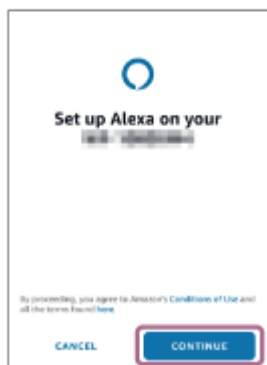 Set up Alexa on your
By proceeding, you agree to Amazon's Conditions of Use and
all the terms found here.
CANCEL
CONTINUE